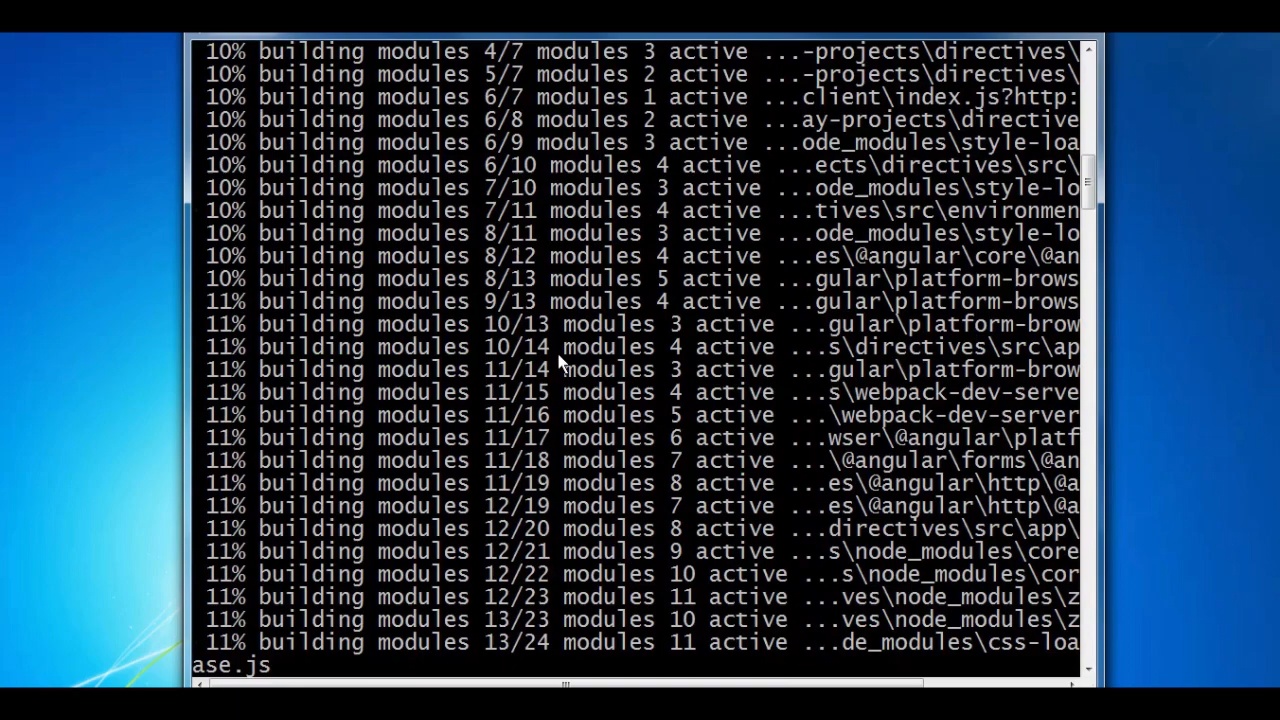 10% building modules 4/7 modules 3 active ...-projects\directives\
10% building modules 5/7 modules 2 active ...-projects\directives\
10% building modules 6/7 modules 1 active ...client\index.js?http:
10% building modules 6/8 modules 2 active ...ay-projects\directive
10% building modules 6/9 modules 3 active ...ode_modules\style-loa
10% building modules 6/10 modules 4 active ...ects\directives\src\
10% building modules 7/10 modules 3 active ...ode_modules\style-lo
10% building modules 7/11 modules 4 active ...tives\src\environmen
10% building modules 8/11 modules 3 active ...ode_modules\style-lo
10% building modules 8/12 modules 4 active ...es\@angular\core\@an
10% building modules 8/13 modules 5 active ...gular\platform-brows
11% building modules 9/13 modules 4 active ...gular\platform-brows
11% building modules 10/13 modules 3 active ...gular\platform-brow
11% building modules 10/14 modules 4 active ...s\directives\src\ap
11% building modules 11/14 modules 3 active ...gular\platform-brow
11% building modules 11/15 modules 4 active ...s\webpack-dev-serve
11% building modules 11/16 modules 5 active ...\webpack-dev-server
11% building modules 11/17 modules 6 active ...wser\@angular\platf
11% building modules 11/18 modules 7 active ...\@angular\forms\@an
11% building modules 11/19 modules 8 active ...es\@angular\http\@a
11% building modules 12/19 modules 7 active ...es\@angular\http\@a
11% building modules 12/20 modules 8 active ...directives\src\app\
11% building modules 12/21 modules 9 active ...s\node_modules\core
11% building modules 12/22 modules 10 active ...s\node_modules\cor
11% building modules 12/23 modules 11 active ...ves\node_modules\z
11% building modules 13/23 modules 10 active ...ves\node_modules\z
11% building modules 13/24 modules 11 active ...de_modules\css-loa
ase.js